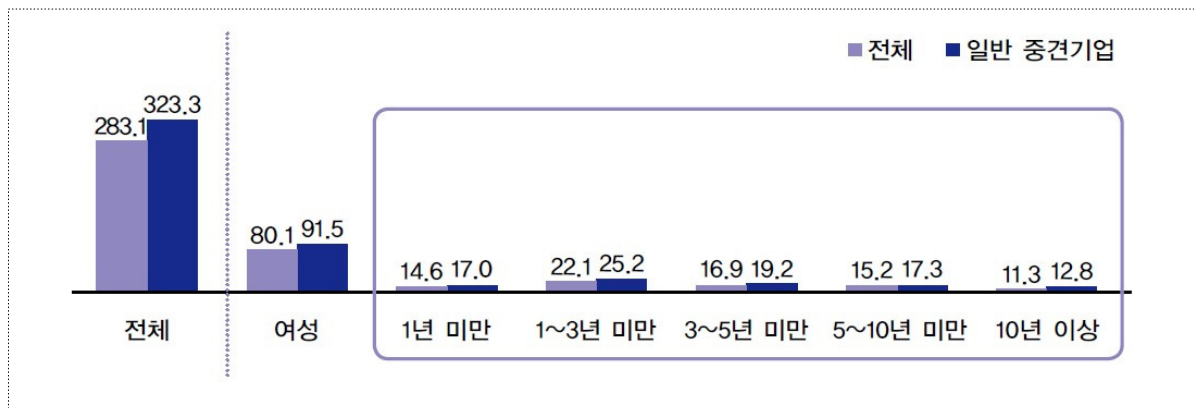 전체 일반 중견기업
323.3
283.1
80.1 91.5
14.6 17.0 22.1 25.2 16.9 19.2 15.2 17.3 11.3 12.8
전체 여성 1년 미만 1~3년 미만 3~5년 미만 5~10년 미만 10년 이상